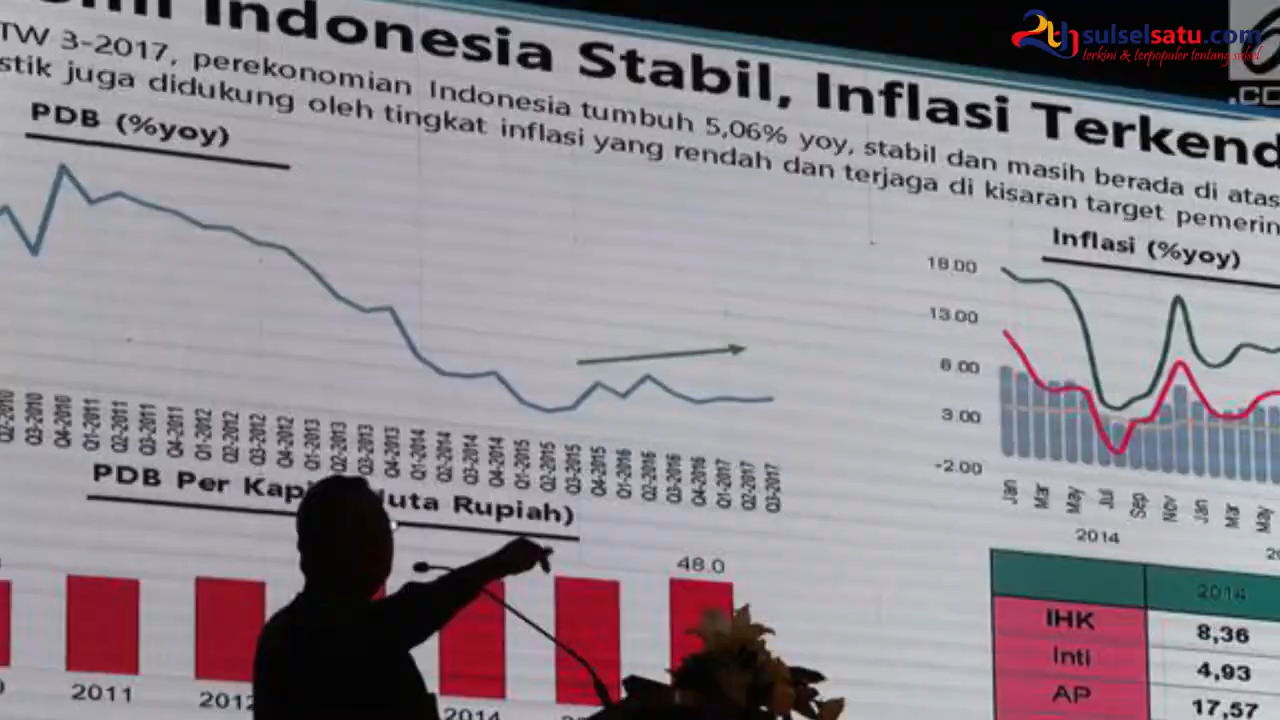 Indonesia Stabil, Inflasi
TW 3-2017, perekonomian Indonesia tumbuh 5,06% yoy, stabil dan masih berada di atas
juga didukung oleh tingkat inflasi yang rendah dan terjaga di kisaran target
sulselsatu.com
terkini & terpopuler tentang sulsel
PDB (%yoy)
Q2-2010 Q3-2010 Q4-2010 Q1-2011 Q2-2011 Q3-2011 Q4-2011 Q1-2012 Q2-2012 Q3-2012 Q4-2012 Q1-2013 Q2-2013 Q3-2013 Q4-2013 Q1-2014 Q2-2014 Q3-2014 Q4-2014 Q1-2015 Q2-2015 Q3-2015 Q4-2015 Q1-2016 Q2-2016 Q3-2016 Q4-2016 Q1-2017 Q2-2017 Q3-2017
Inflasi (%yoy)
18.00
13.00
8.00
3.00
-2.00
Jan Mar May Jul Sep Nov Jan Mar May
2014
PDB Per Rupiah)
48.0
2011
2014
2014
IHK 8,36
Inti 4,93
AP 17,57